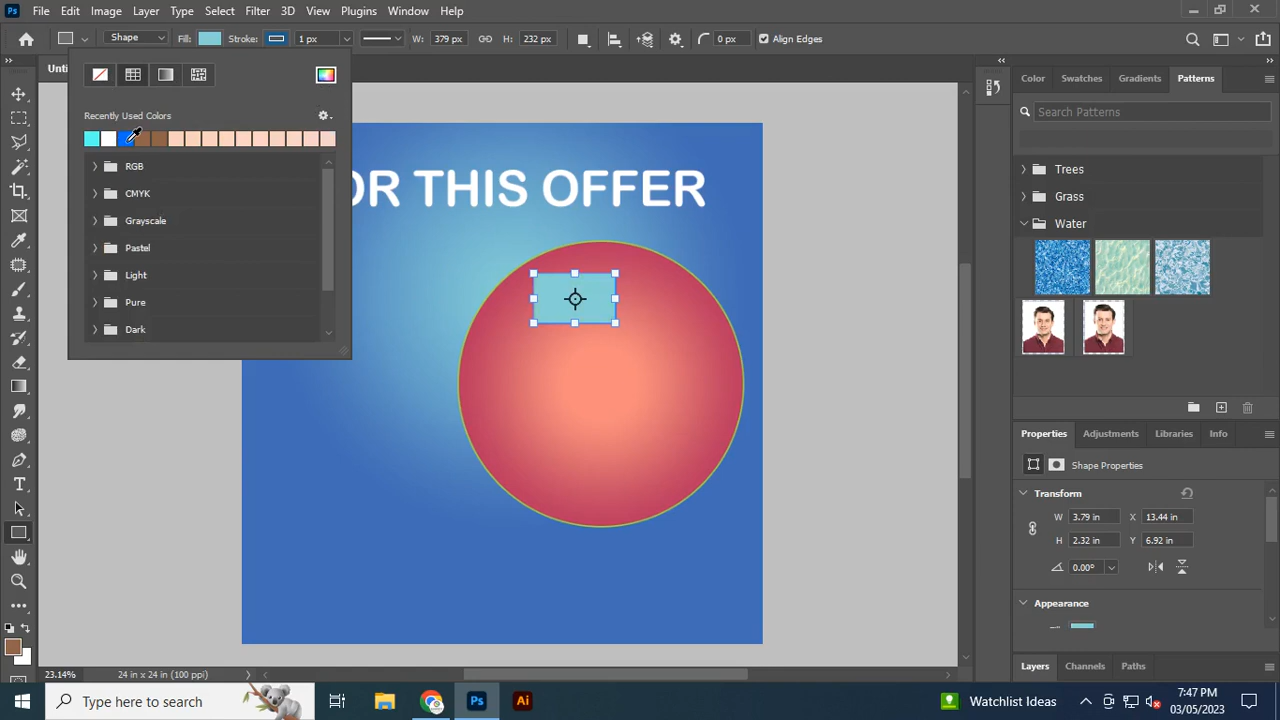 Ps File Edit Image Layer Type Select Filter 3D View Plugins Window Help
Shape Fill: Stroke: 1 px W: 379 px H: 232 px 0 px Align Edges
Unti
Recently Used Colors
RGB
CMYK
Grayscale
Pastel
Light
Pure
Dark
OR THIS OFFER
Color Swatches Gradients Patterns
Search Patterns
Trees
Grass
Water
Properties Adjustments Libraries Info
Shape Properties
Transform
W 3.79 in X 13.44 in
H 2.32 in Y 6.92 in
0.00°
Appearance
Layers Channels Paths
23.14% 24 in x 24 in (100 ppi)
Type here to search
Ps Ai
Watchlist Ideas
7:47 PM
03/05/2023